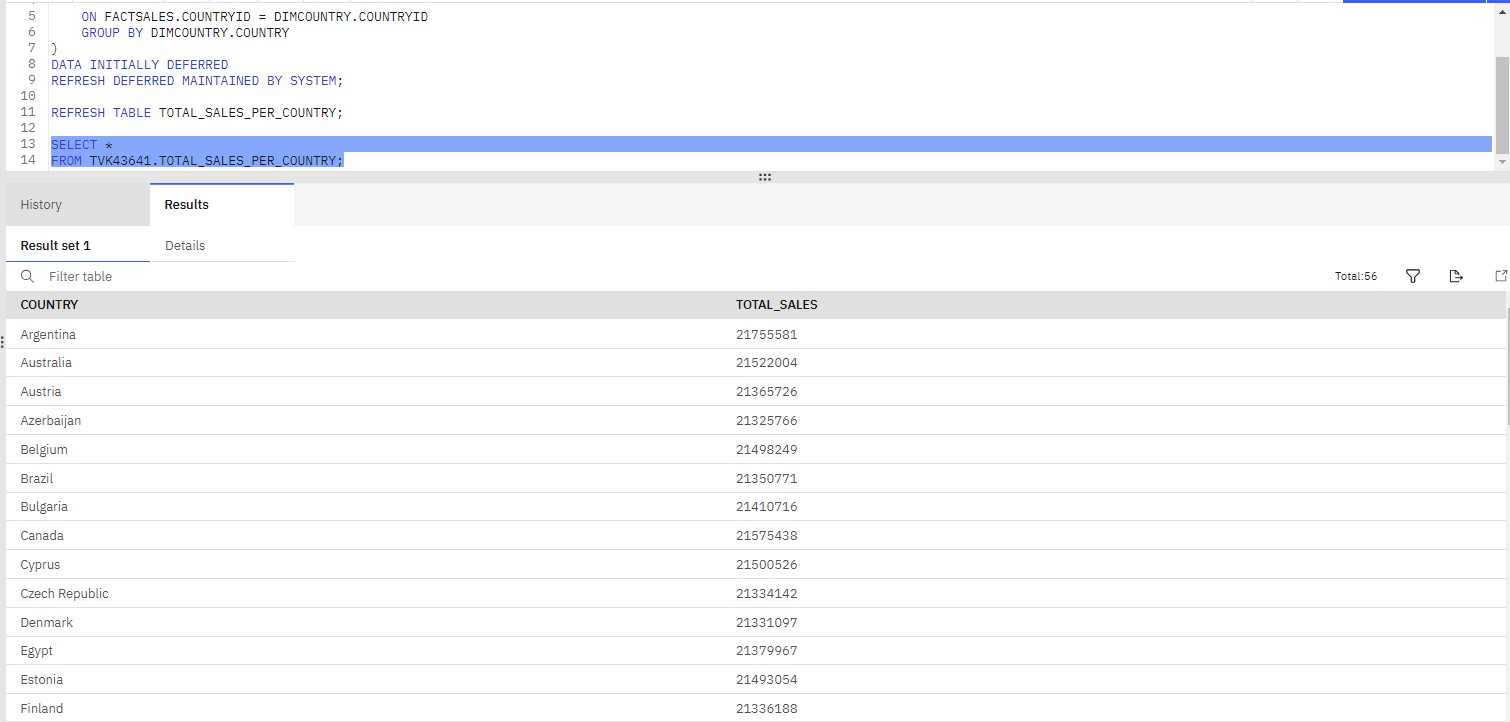 5 ON FACTSALES.COUNTRYID = DIMCOUNTRY.COUNTRYID
6 GROUP BY DIMCOUNTRY.COUNTRY
7 )
8 DATA INITIALLY DEFERRED
9 REFRESH DEFERRED MAINTAINED BY SYSTEM;
10
11 REFRESH TABLE TOTAL_SALES_PER_COUNTRY;
12
13 SELECT *
14 FROM TVK43641.TOTAL_SALES_PER_COUNTRY;
History Results
Result set 1 Details
Filter table Total:56
COUNTRY TOTAL_SALES
Argentina 21755581
Australia 21522004
Austria 21365726
Azerbaijan 21325766
Belgium 21498249
Brazil 21350771
Bulgaria 21410716
Canada 21575438
Cyprus 21500526
Czech Republic 21334142
Denmark 21331097
Egypt 21379967
Estonia 21493054
Finland 21336188